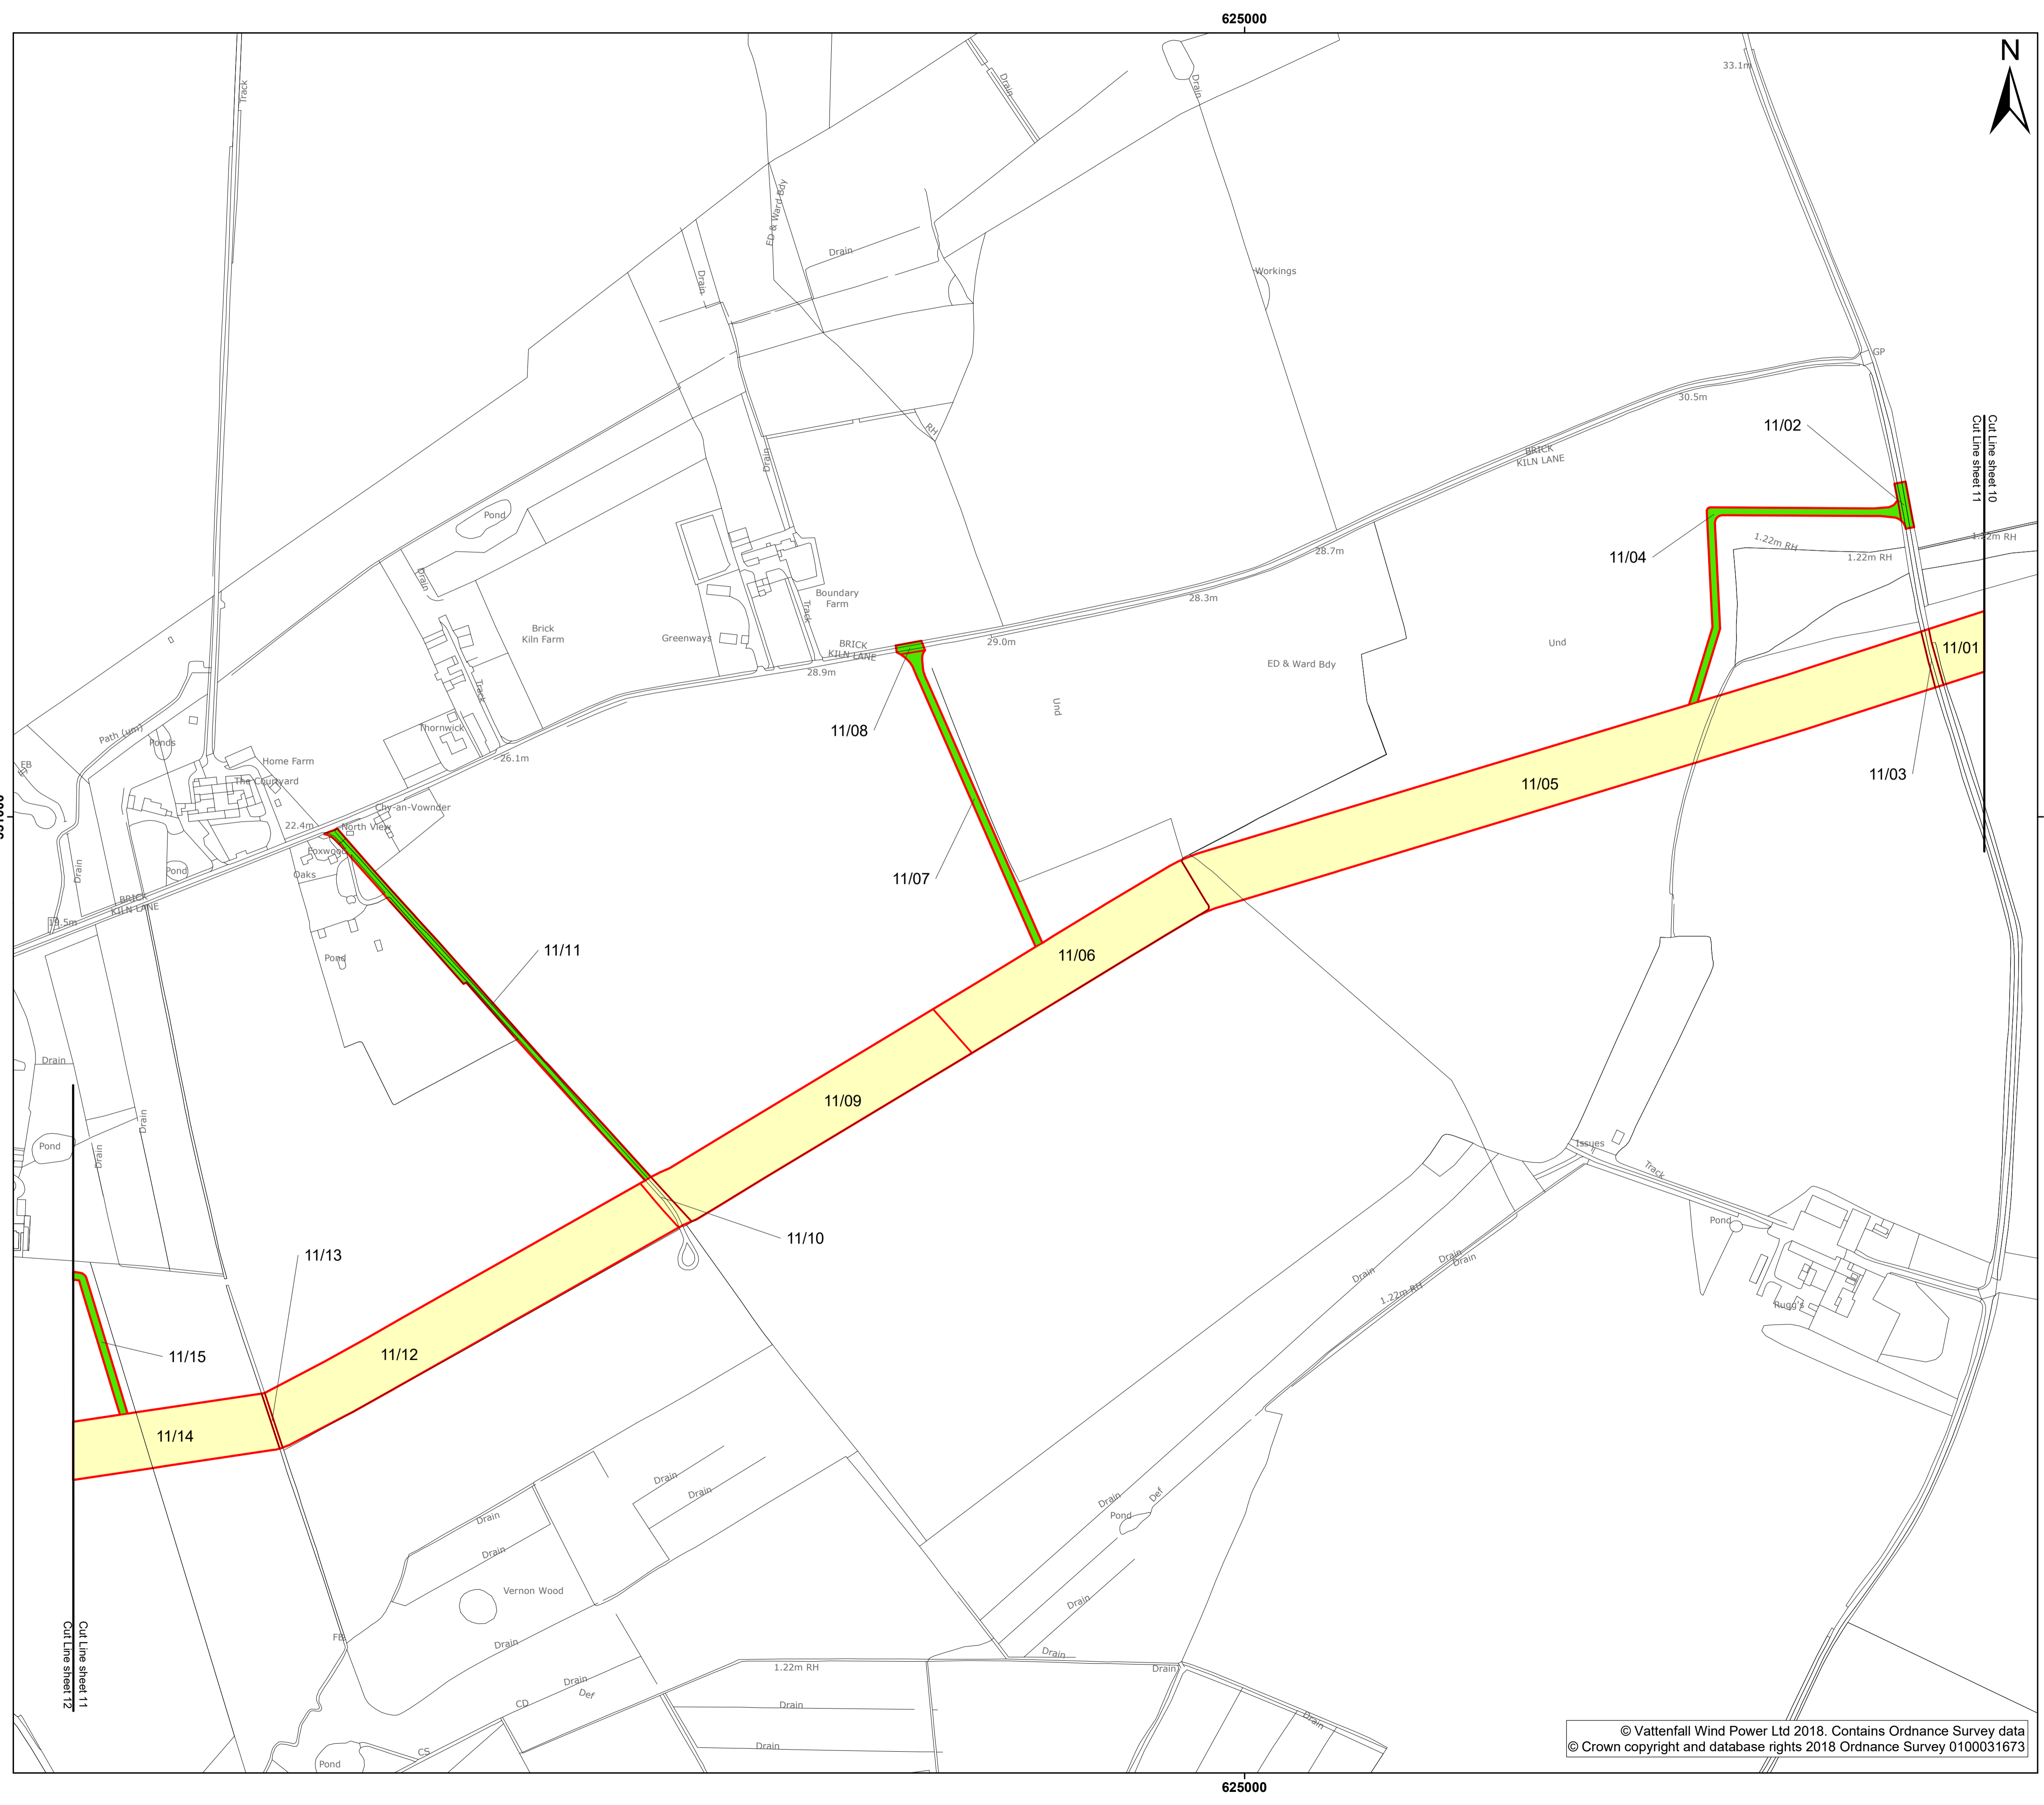 625000
N
33.1m
Track
Drain
Drain
ED & Ward Bdy
Drain
Drain
Workings
GP
30.5m
Cut Line sheet 10
Cut Line sheet 11
11/02
RH
BRICK
KILN LANE
Drain
Pond
1.22m RH
1.22m RH
1.22m RH
11/04
28.7m
Drain
Boundary
Farm
28.3m
Track
Brick
Kiln Farm
Greenways
BRICK
KILN LANE
29.0m
Und
ED & Ward Bdy
11/01
28.9m
Track
Und
Thornwick
11/08
Path (um)
Ponds
26.1m
Home Farm
FB
The Courtyard
11/05
11/03
Chy-an-Vownder
22.4m
North View
Foxwood
Drain
Pond
Oaks
11/07
BRICK
KILN LANE
11/11
11/06
Pond
Drain
11/09
Drain
Pond
Drain
Issues
Track
Pond
11/10
11/13
Drain
Drain
Drain
1.22m RH
Rugg's
11/12
11/15
11/14
Drain
Drain
Drain
Drain
Drain
Def
Pond
Vernon Wood
Drain
FB
Drain
Drain
Drain
1.22m RH
Drain
Drain
Def
CD
Cut Line sheet 11
Cut Line sheet 12
Drain
Drain
CS
Drain
Pond
© Vattenfall Wind Power Ltd 2018. Contains Ordnance Survey data
© Crown copyright and database rights 2018 Ordnance Survey 0100031673
625000